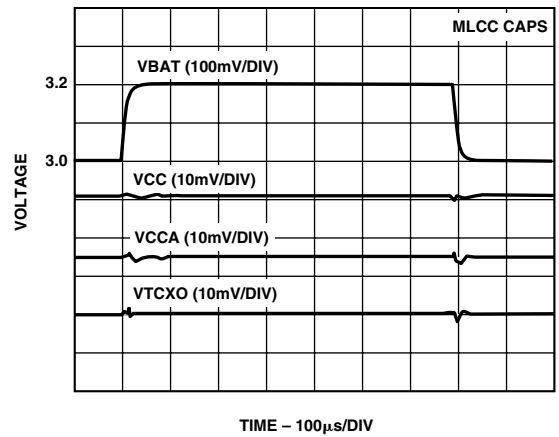 MLCC CAPS
VBAT (100mV/DIV)
3.2
3.0
VCC (10mV/DIV)
VOLTAGE
VCCA (10mV/DIV)
VTCXO (10mV/DIV)
TIME – 100μs/DIV